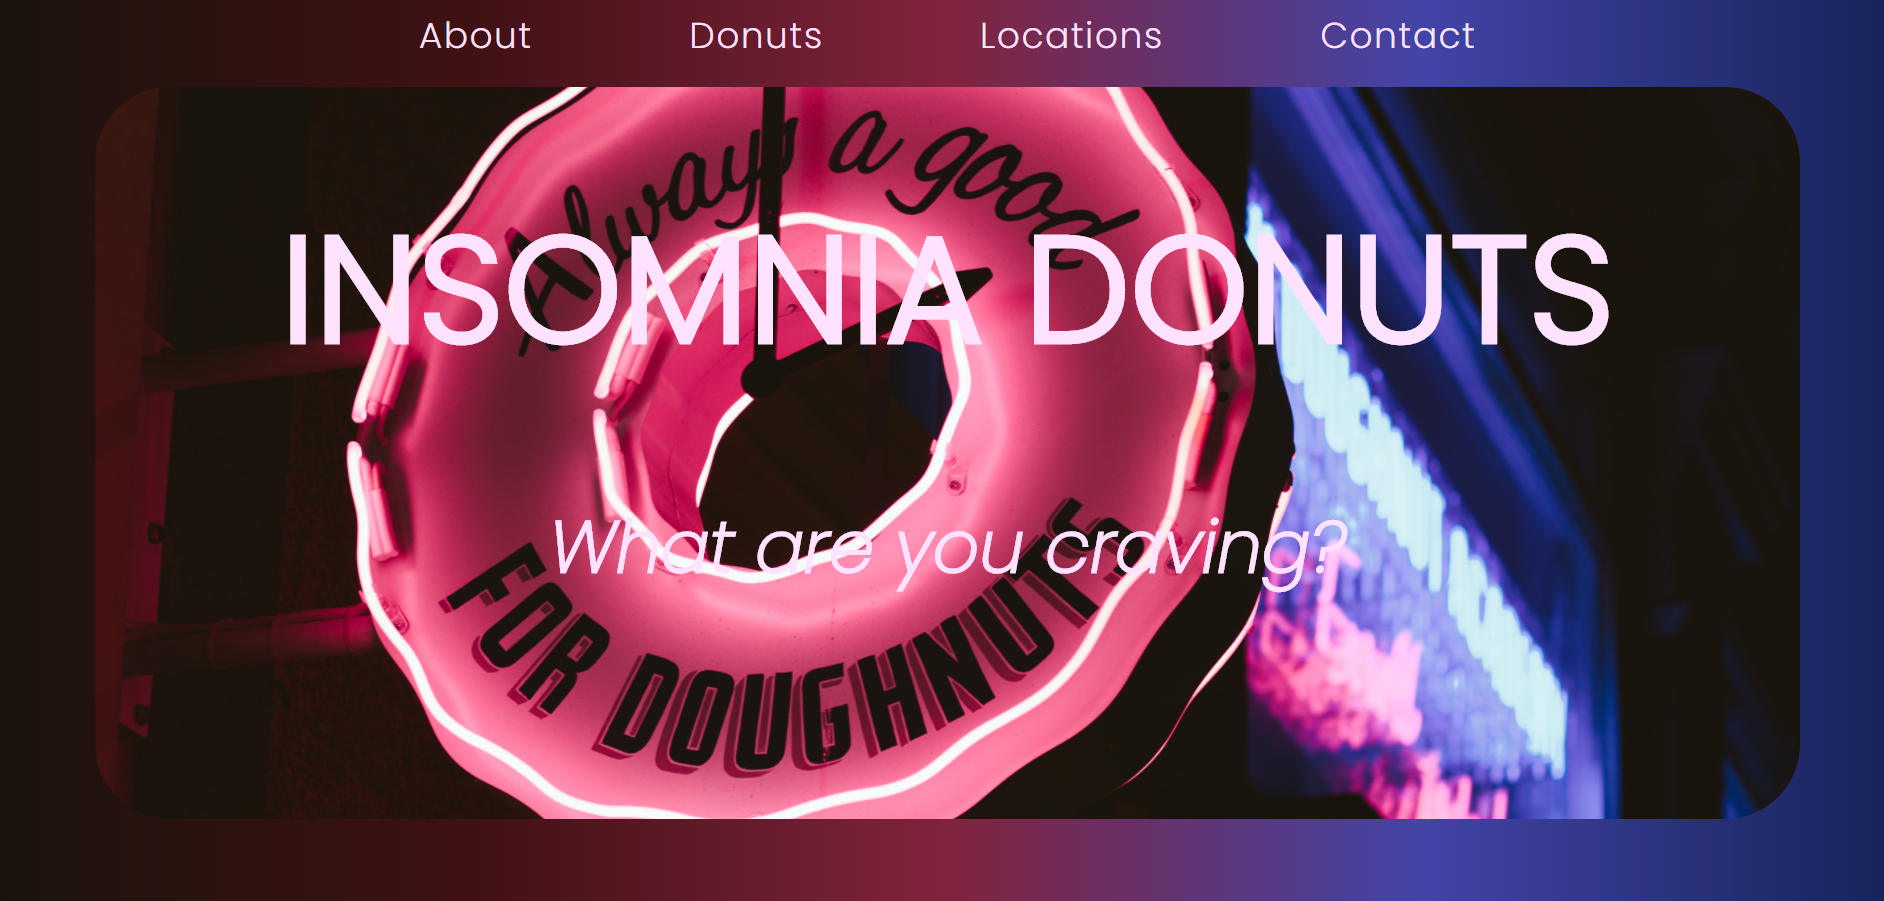 About Donuts Locations Contact
Always a good
INSOMNIA DONUTS
What are you craving?
FOR DOUGHNUTS